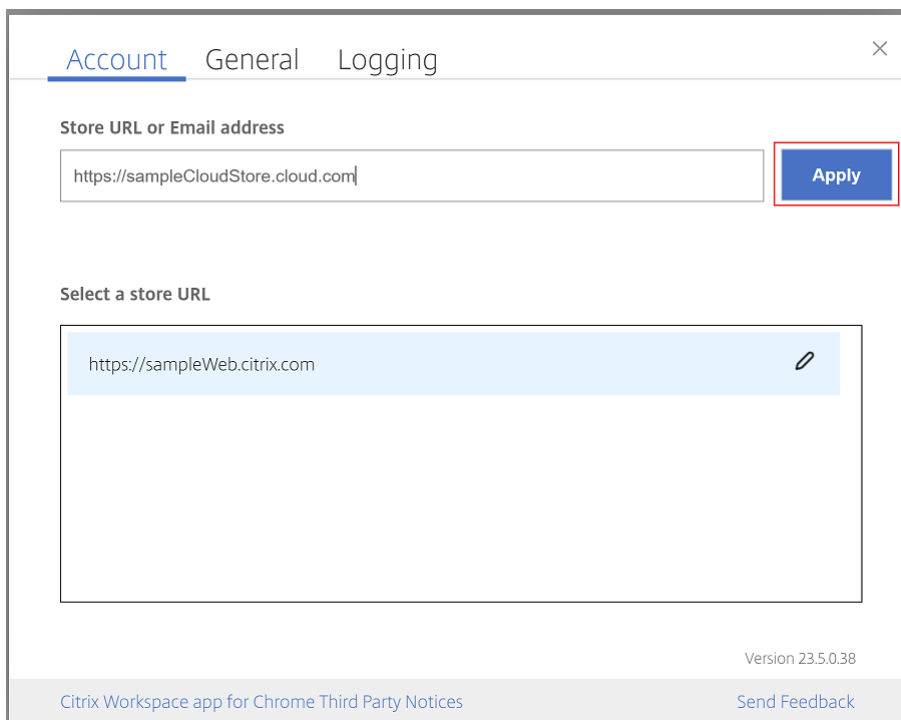 Account General Logging
Store URL or Email address
https://sampleCloudStore.cloud.com
Apply
Select a store URL
https://sampleWeb.citrix.com
Version 23.5.0.38
Citrix Workspace app for Chrome Third Party Notices
Send Feedback